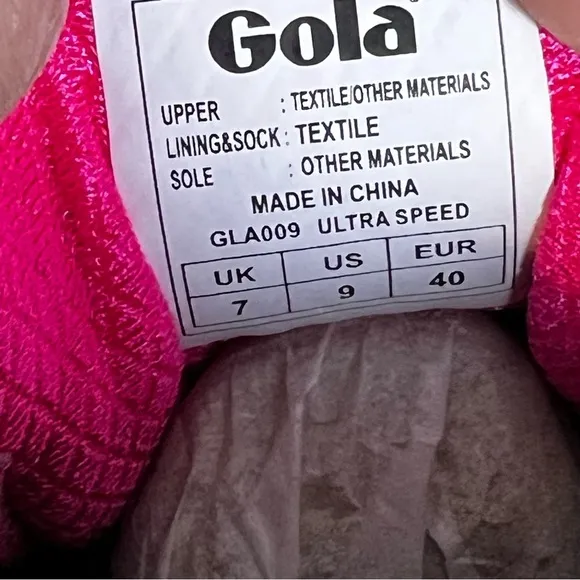 Gola
UPPER : TEXTILE/OTHER MATERIALS
LINING&SOCK: TEXTILE
SOLE : OTHER MATERIALS
MADE IN CHINA
GLA009 ULTRA SPEED
UK US EUR
7 9 40